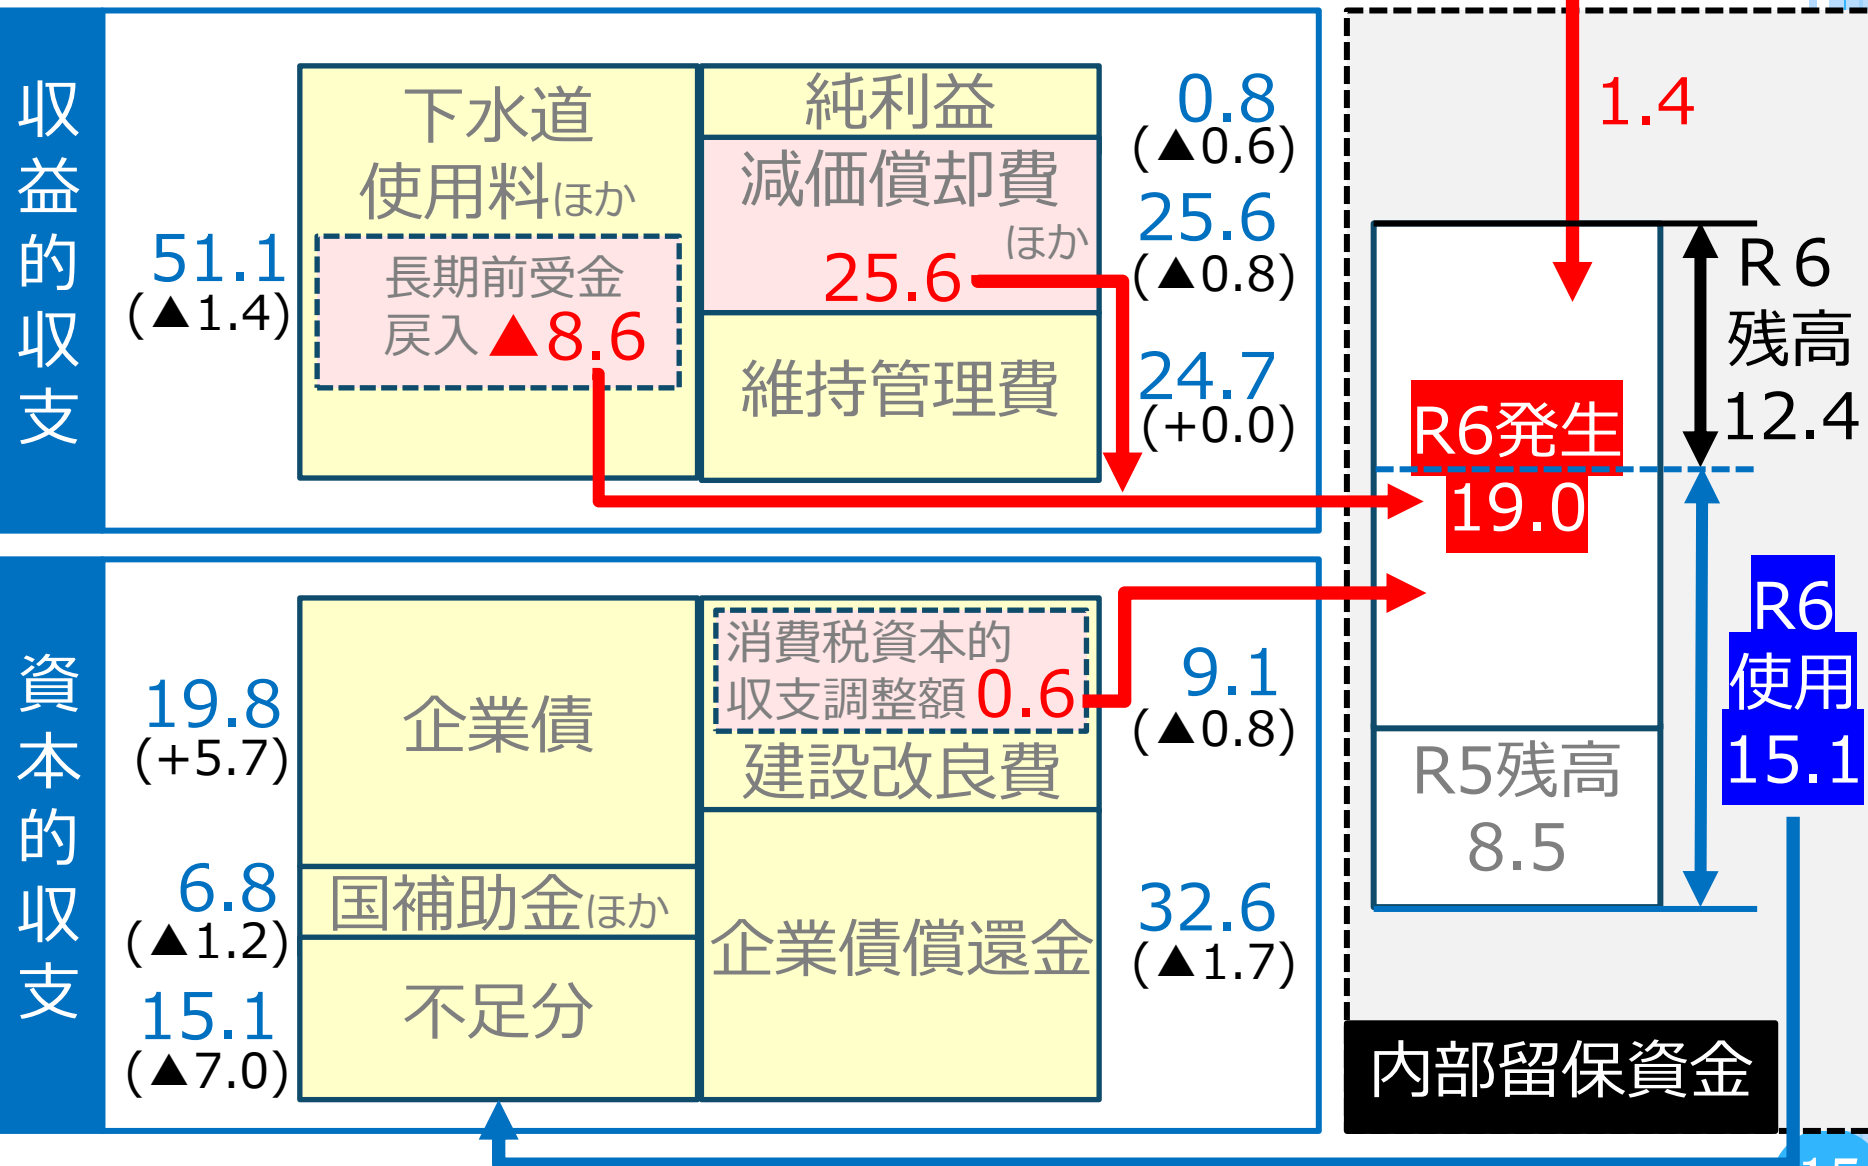 収益的収支
下水道
使用料ほか
長期前受金
戻入 ▲8.6
51.1
(▲1.4)
純利益
減価償却費
ほか
25.6
維持管理費
0.8
(▲0.6)
25.6
(▲0.8)
24.7
(+0.0)
資本的収支
19.8
(+5.7)
6.8
(▲1.2)
15.1
(▲7.0)
企業債
国補助金ほか
不足分
消費税資本的
収支調整額 0.6
建設改良費
企業債償還金
9.1
(▲0.8)
32.6
(▲1.7)
1.4
R6発生
19.0
R5残高
8.5
R6
残高
12.4
R6
使用
15.1
内部留保資金